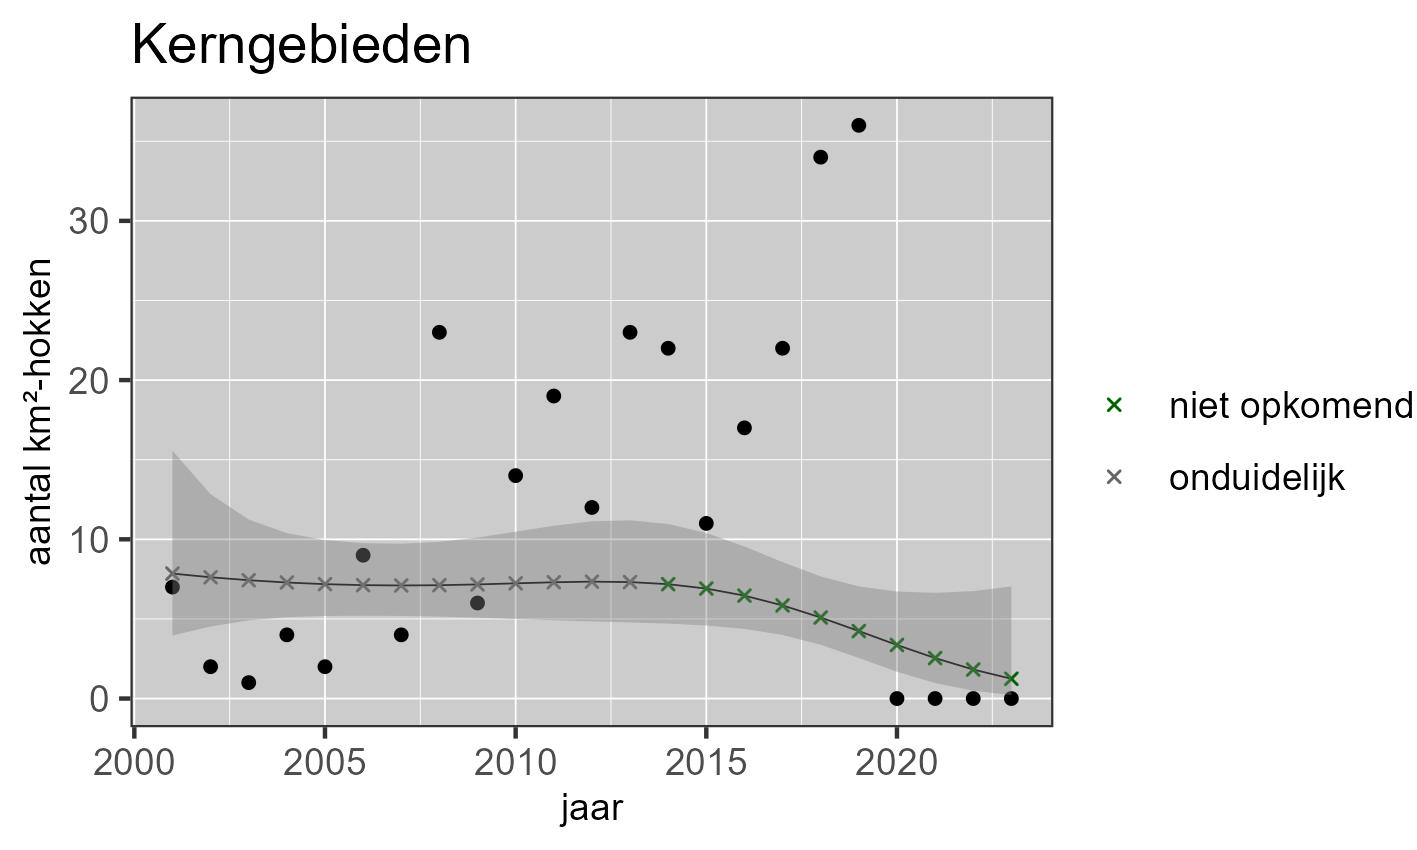 Kerngebieden
aantal km²-hokken
30
20
10
0
2000 2005 2010 2015 2020
jaar
niet opkomend
onduidelijk